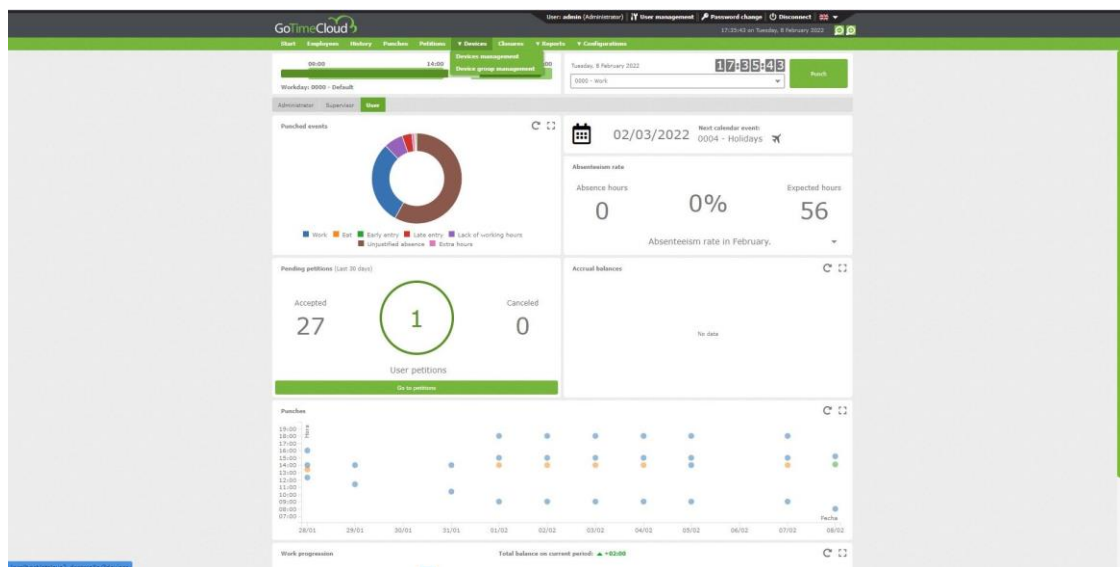 User: admin (Administrator) User management Password change Disconnect
GoTimeCloud
17:35:43 on Tuesday, 8 February 2022
Start Employees History Punches Petitions Devices Closures Reports Configurations
Devices management
Device group management
00:00 14:00 00
Workday: 0000 - Default
Tuesday, 8 February 2022 17:35:43
0000 - Work
Punch
Administrator Supervisor User
Punched events
Work Eat Early entry Late entry Lack of working hours
Unjustified absence Extra hours
02/03/2022
Next calendar event:
0004 - Holidays
Absenteeism rate
Absence hours Expected hours
0 0% 56
Absenteeism rate in February.
Pending petitions (Last 30 days)
Accepted Canceled
27 1 0
User petitions
Go to petitions
Accrual balances
No data
Punches
Hora
19:00
18:00
17:00
16:00
15:00
14:00
13:00
12:00
11:00
10:00
09:00
08:00
07:00
Fecha
28/01 29/01 30/01 31/01 01/02 02/02 03/02 04/02 05/02 06/02 07/02 08/02
Work progression Total balance on current period: +02:00